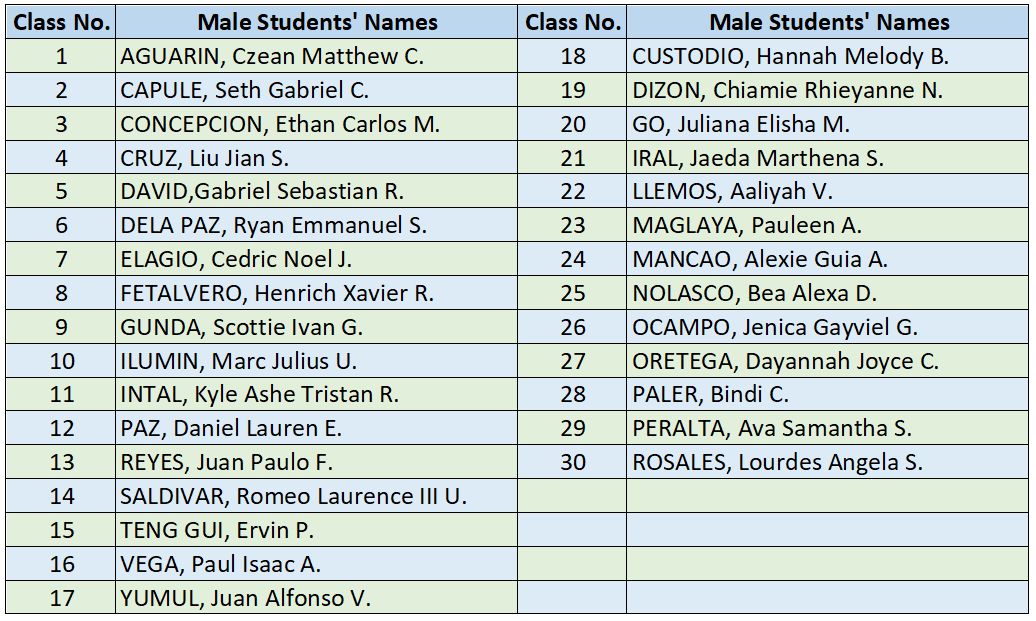 Class No. Male Students' Names Class No. Male Students' Names
1 AGUARIN, Czean Matthew C. 18 CUSTODIO, Hannah Melody B.
2 CAPULE, Seth Gabriel C. 19 DIZON, Chiamie Rhieyanne N.
3 CONCEPCION, Ethan Carlos M. 20 GO, Juliana Elisha M.
4 CRUZ, Liu Jian S. 21 IRAL, Jaeda Marthena S.
5 DAVID,Gabriel Sebastian R. 22 LLEMOS, Aaliyah V.
6 DELA PAZ, Ryan Emmanuel S. 23 MAGLAYA, Pauleen A.
7 ELAGIO, Cedric Noel J. 24 MANCAO, Alexie Guia A.
8 FETALVERO, Henrich Xavier R. 25 NOLASCO, Bea Alexa D.
9 GUNDA, Scottie Ivan G. 26 OCAMPO, Jenica Gayviel G.
10 ILUMIN, Marc Julius U. 27 ORETEGA, Dayannah Joyce C.
11 INTAL, Kyle Ashe Tristan R. 28 PALER, Bindi C.
12 PAZ, Daniel Lauren E. 29 PERALTA, Ava Samantha S.
13 REYES, Juan Paulo F. 30 ROSALES, Lourdes Angela S.
14 SALDIVAR, Romeo Laurence III U.
15 TENG GUI, Ervin P.
16 VEGA, Paul Isaac A.
17 YUMUL, Juan Alfonso V.